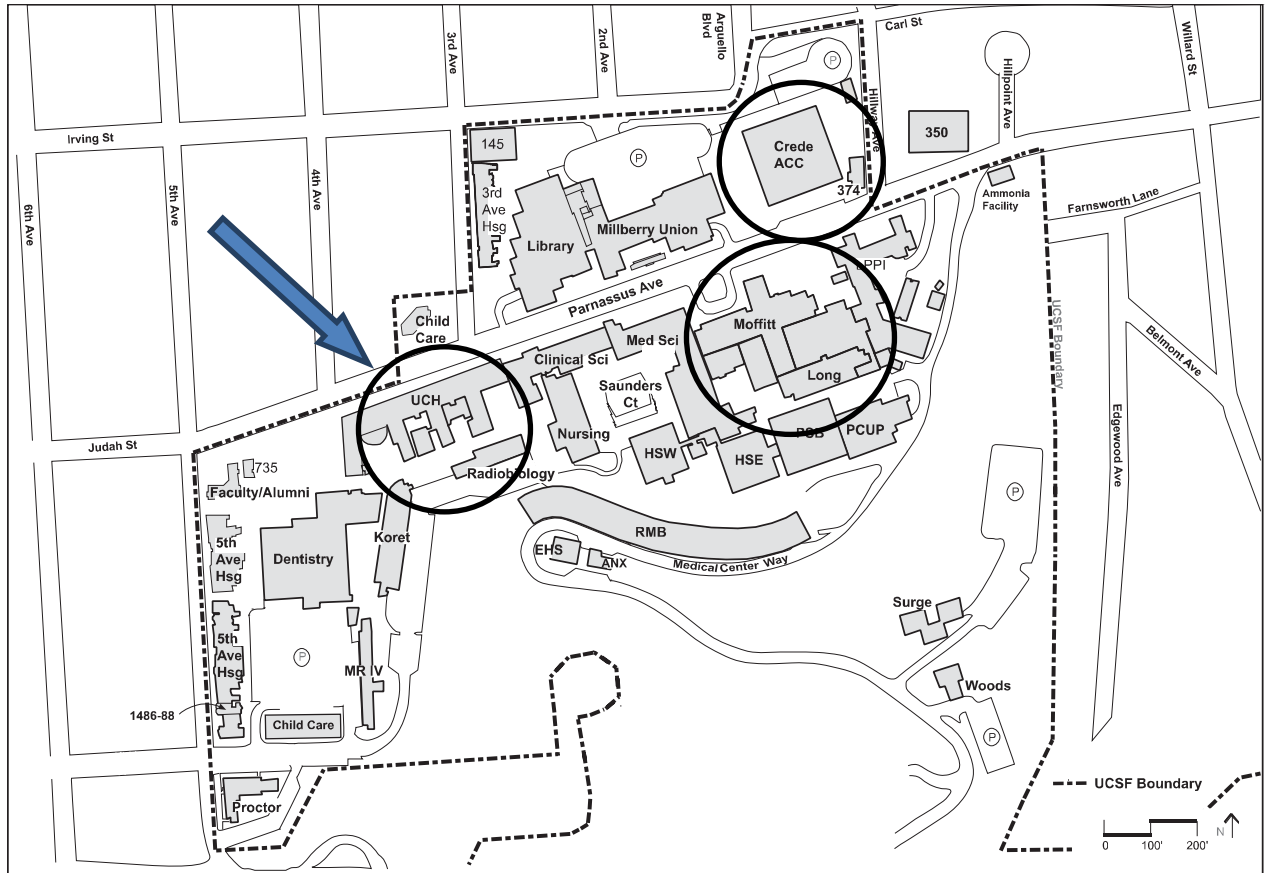 Carl St
Arguello
Blvd
3rd Ave
2nd Ave
Willard St
P
Hillpoint Ave
Hillway Ave
Irving St
145
350
P
Crede
ACC
4th Ave
5th Ave
6th Ave
3rd
Ave
Hsg
374
Ammonia
Facility
Farnsworth Lane
Library
Millberry Union
LPPI
Parnassus Ave
Child
Care
Moffitt
Med Sci
Clinical Sci
UCSF Boundary
Belmont Ave
Long
Saunders
Ct
UCH
Judah St
Nursing
PSB
PCUP
Edgewood Ave
HSW
HSE
735
Radiobiology
Faculty/Alumni
P
Koret
RMB
5th
Ave
Hsg
Dentistry
EHS
ANX
Medical Center Way
Surge
5th
Ave
Hsg
P
MR IV
Woods
1486-88
Child Care
P
UCSF Boundary
Proctor
N
0 100' 200'